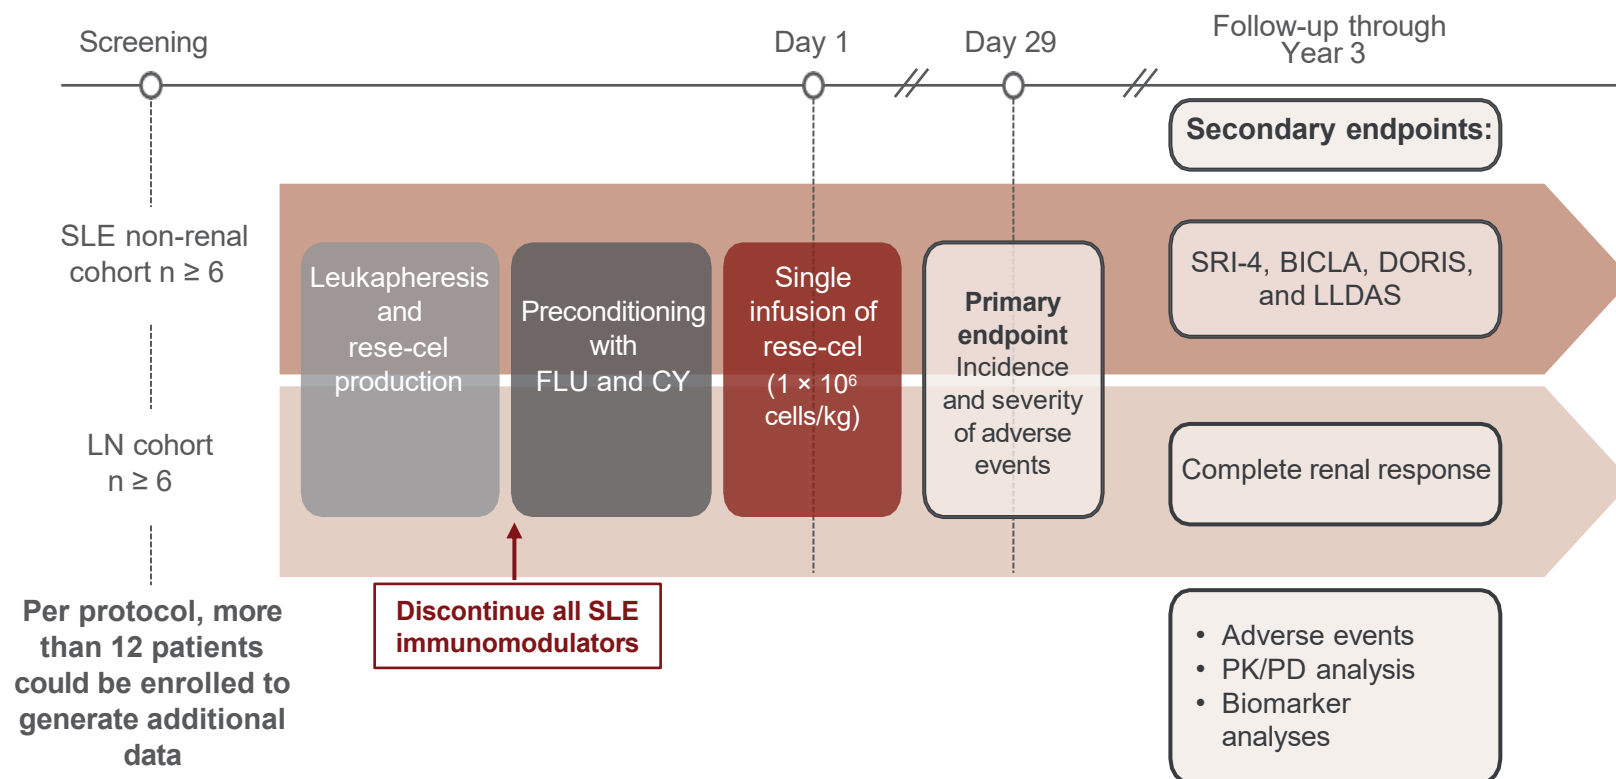 Screening
Day 1
Day 29
Follow-up through
Year 3
Secondary endpoints:
SLE non-renal
cohort n ≥ 6
Leukapheresis
and
rese-cel
production
Preconditioning
with
FLU and CY
Single
infusion of
rese-cel
(1 × 10⁶
cells/kg)
Primary
endpoint
Incidence
and severity
of adverse
events
SRI-4, BICLA, DORIS,
and LLDAS
LN cohort
n ≥ 6
Complete renal response
Discontinue all SLE
immunomodulators
Per protocol, more
than 12 patients
could be enrolled to
generate additional
data
• Adverse events
• PK/PD analysis
• Biomarker
analyses